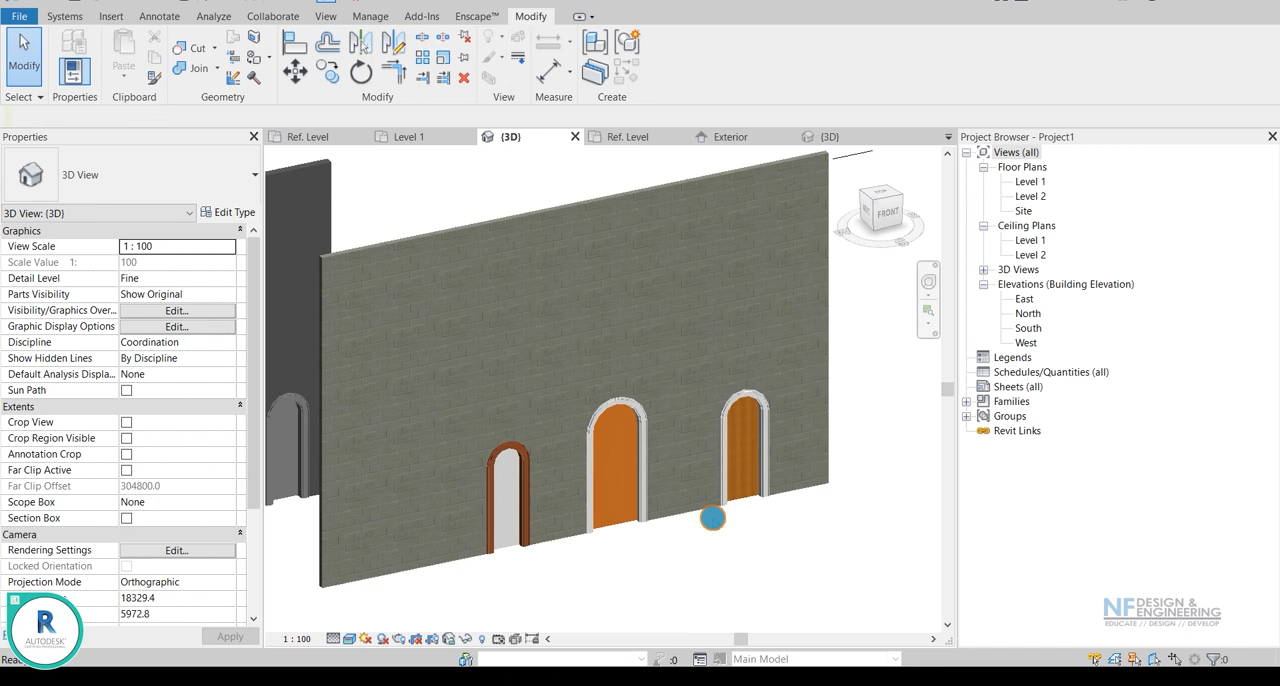 File Systems Insert Annotate Analyze Collaborate View Manage Add-Ins Enscape™ Modify
Modify
Paste
Cut
Join
Select Properties Clipboard Geometry Modify View Measure Create
Properties
Ref. Level
Level 1
{3D}
Ref. Level
Exterior
{3D}
Project Browser - Project1
3D View
3D View: {3D}
Edit Type
Graphics
View Scale 1 : 100
Scale Value 1: 100
Detail Level Fine
Parts Visibility Show Original
Visibility/Graphics Over... Edit...
Graphic Display Options Edit...
Discipline Coordination
Show Hidden Lines By Discipline
Default Analysis Displa... None
Sun Path
Extents
Crop View
Crop Region Visible
Annotation Crop
Far Clip Active
Far Clip Offset 304800.0
Scope Box None
Section Box
Camera
Rendering Settings Edit...
Locked Orientation
Projection Mode Orthographic
18329.4
5972.8
Apply
R
AUTODESK
FRONT
1 : 100
Views (all)
Floor Plans
Level 1
Level 2
Site
Ceiling Plans
Level 1
Level 2
3D Views
Elevations (Building Elevation)
East
North
South
West
Legends
Schedules/Quantities (all)
Sheets (all)
Families
Groups
Revit Links
NF DESIGN &
ENGINEERING
EDUCATE // DESIGN // DEVELOP
:0
Main Model
:0